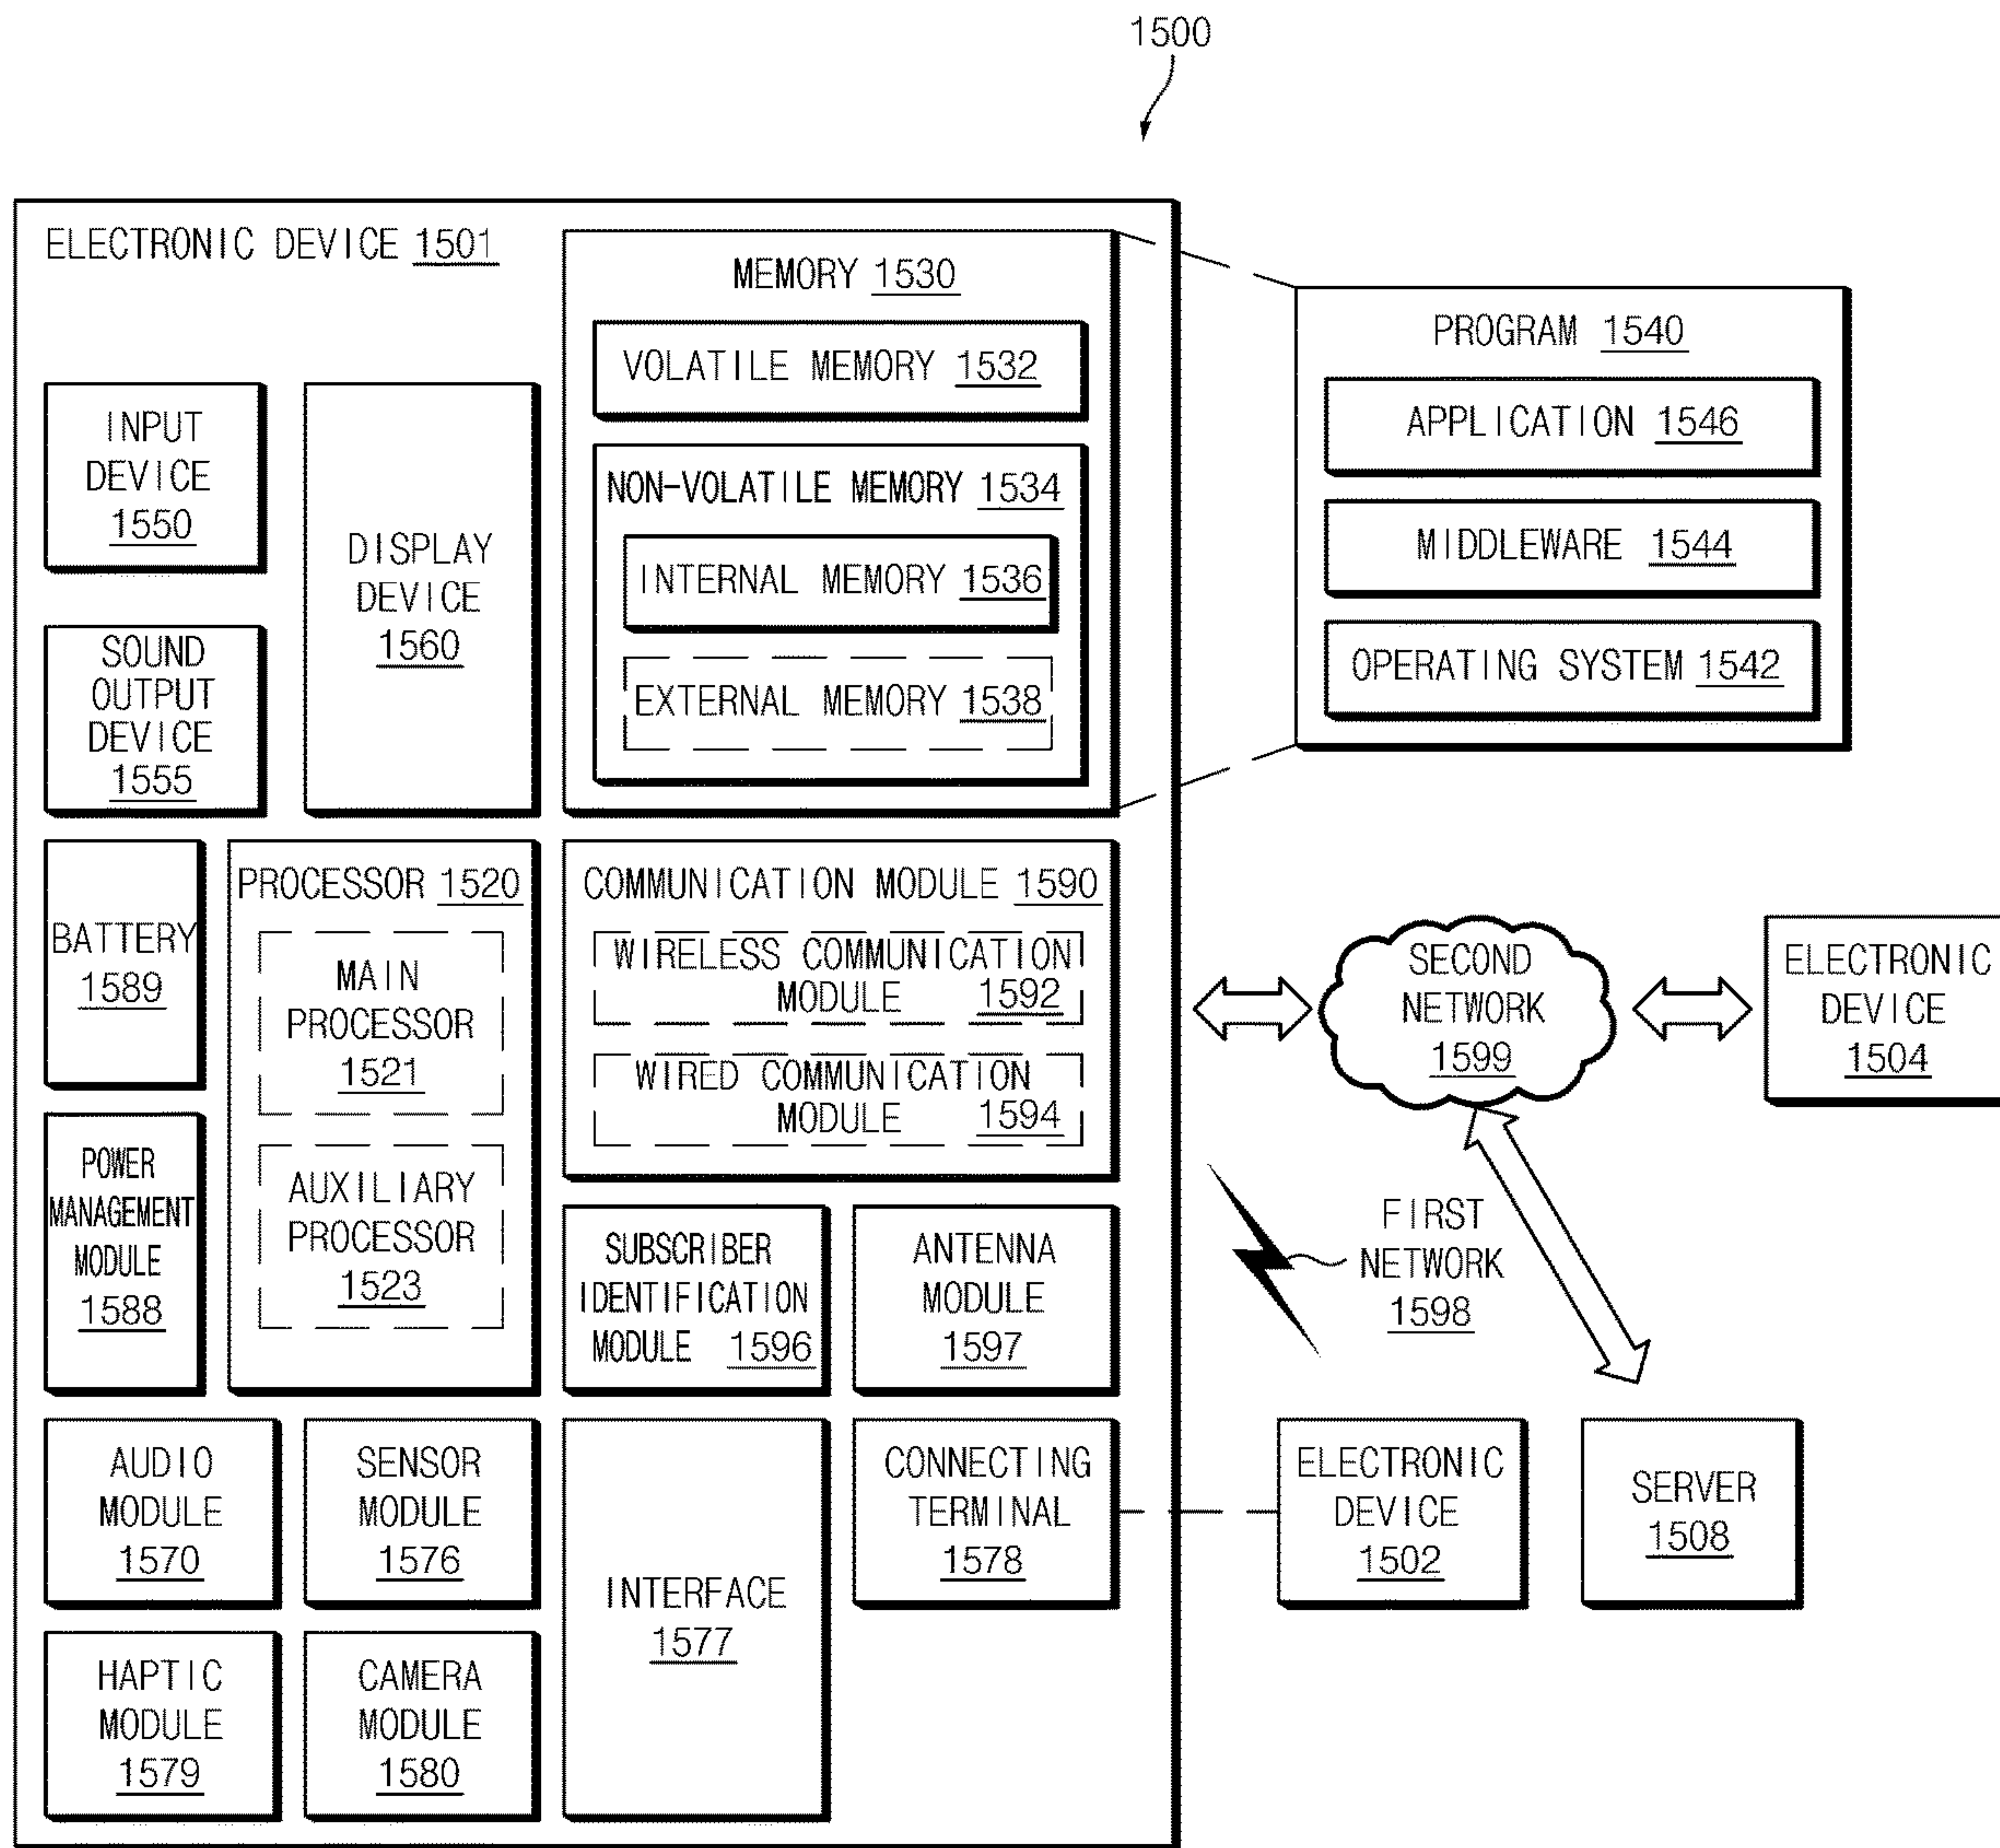 1500
ELECTRONIC DEVICE 1501
MEMORY 1530
VOLATILE MEMORY 1532
NON-VOLATILE MEMORY 1534
INTERNAL MEMORY 1536
EXTERNAL MEMORY 1538
PROGRAM 1540
APPLICATION 1546
MIDDLEWARE 1544
OPERATING SYSTEM 1542
INPUT
DEVICE
1550
DISPLAY
DEVICE
1560
SOUND
OUTPUT
DEVICE
1555
BATTERY
1589
PROCESSOR 1520
MAIN
PROCESSOR
1521
AUXILIARY
PROCESSOR
1523
POWER
MANAGEMENT
MODULE
1588
COMMUNICATION MODULE 1590
WIRELESS COMMUNICATION
MODULE 1592
WIRED COMMUNICATION
MODULE 1594
SUBSCRIBER
IDENTIFICATION
MODULE 1596
ANTENNA
MODULE
1597
SECOND
NETWORK
1599
ELECTRONIC
DEVICE
1504
FIRST
NETWORK
1598
AUDIO
MODULE
1570
SENSOR
MODULE
1576
INTERFACE
1577
CONNECTING
TERMINAL
1578
ELECTRONIC
DEVICE
1502
SERVER
1508
HAPTIC
MODULE
1579
CAMERA
MODULE
1580